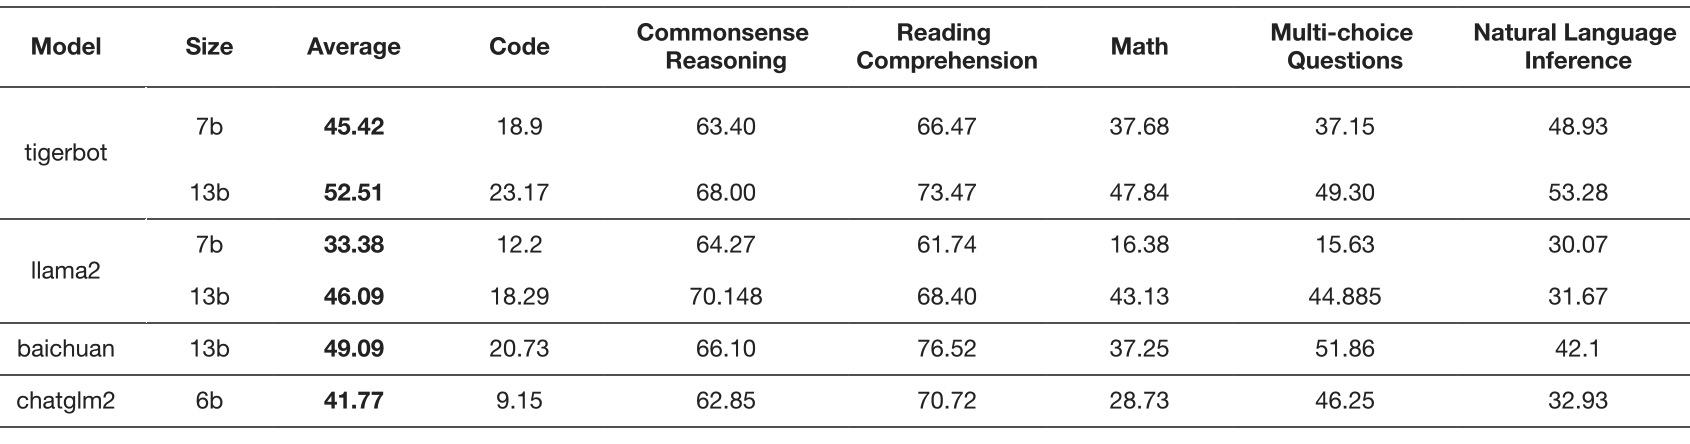 Model Size Average Code Commonsense Reasoning Reading Comprehension Math Multi-choice Questions Natural Language Inference
tigerbot 7b 45.42 18.9 63.40 66.47 37.68 37.15 48.93
13b 52.51 23.17 68.00 73.47 47.84 49.30 53.28
llama2 7b 33.38 12.2 64.27 61.74 16.38 15.63 30.07
13b 46.09 18.29 70.148 68.40 43.13 44.885 31.67
baichuan 13b 49.09 20.73 66.10 76.52 37.25 51.86 42.1
chatglm2 6b 41.77 9.15 62.85 70.72 28.73 46.25 32.93